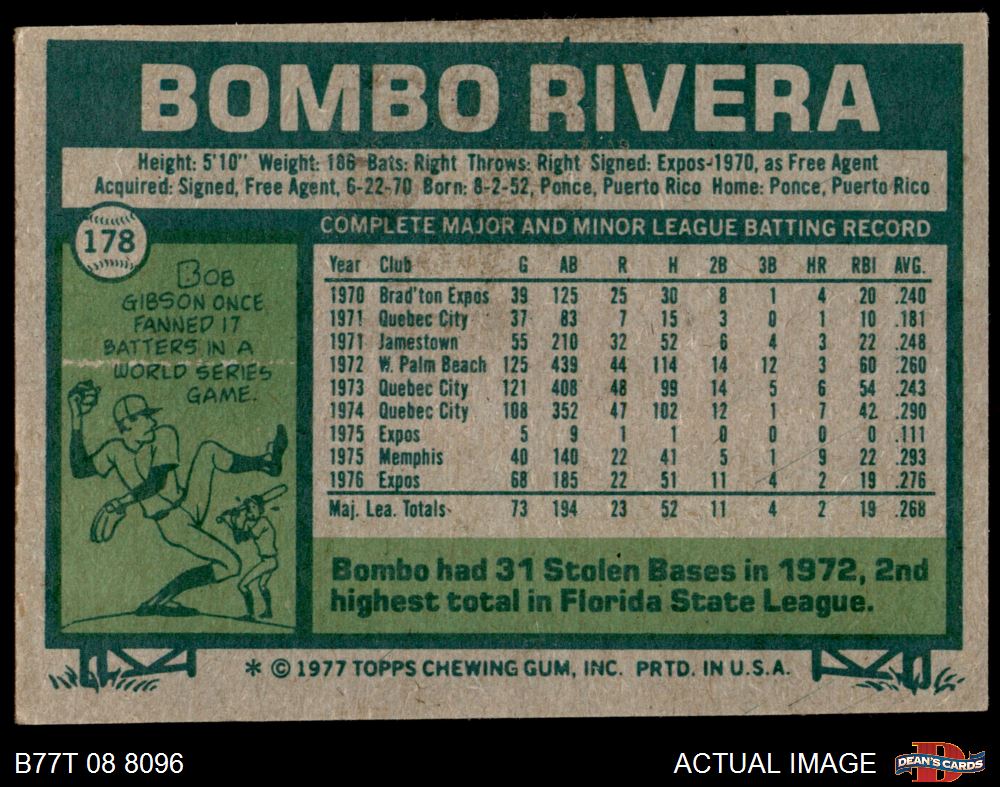 BOMBO RIVERA
Height: 5'10" Weight: 186 Bats: Right Throws: Right Signed: Expos-1970, as Free Agent
Acquired: Signed, Free Agent, 6-22-70 Born: 8-2-52, Ponce, Puerto Rico Home: Ponce, Puerto Rico
178
BOB
GIBSON ONCE
FANNED 17
BATTERS IN A
WORLD SERIES
GAME.
COMPLETE MAJOR AND MINOR LEAGUE BATTING RECORD
Year Club G AB R H 2B 3B HR RBI AVG.
1970 Brad'ton Expos 39 125 25 30 8 1 4 20 .240
1971 Quebec City 37 83 7 15 3 0 1 10 .181
1971 Jamestown 55 210 32 52 6 4 3 22 .248
1972 W. Palm Beach 125 439 44 114 14 12 3 60 .260
1973 Quebec City 121 408 48 99 14 5 6 54 .243
1974 Quebec City 108 352 47 102 12 1 7 42 .290
1975 Expos 5 9 1 1 0 0 0 0 .111
1975 Memphis 40 140 22 41 5 1 9 22 .293
1976 Expos 68 185 22 51 11 4 2 19 .276
Maj. Lea. Totals 73 194 23 52 11 4 2 19 .268
Bombo had 31 Stolen Bases in 1972, 2nd
highest total in Florida State League.
* © 1977 TOPPS CHEWING GUM, INC. PRTD. IN U.S.A.
B77T 08 8096
ACTUAL IMAGE
DEAN'S CARDS